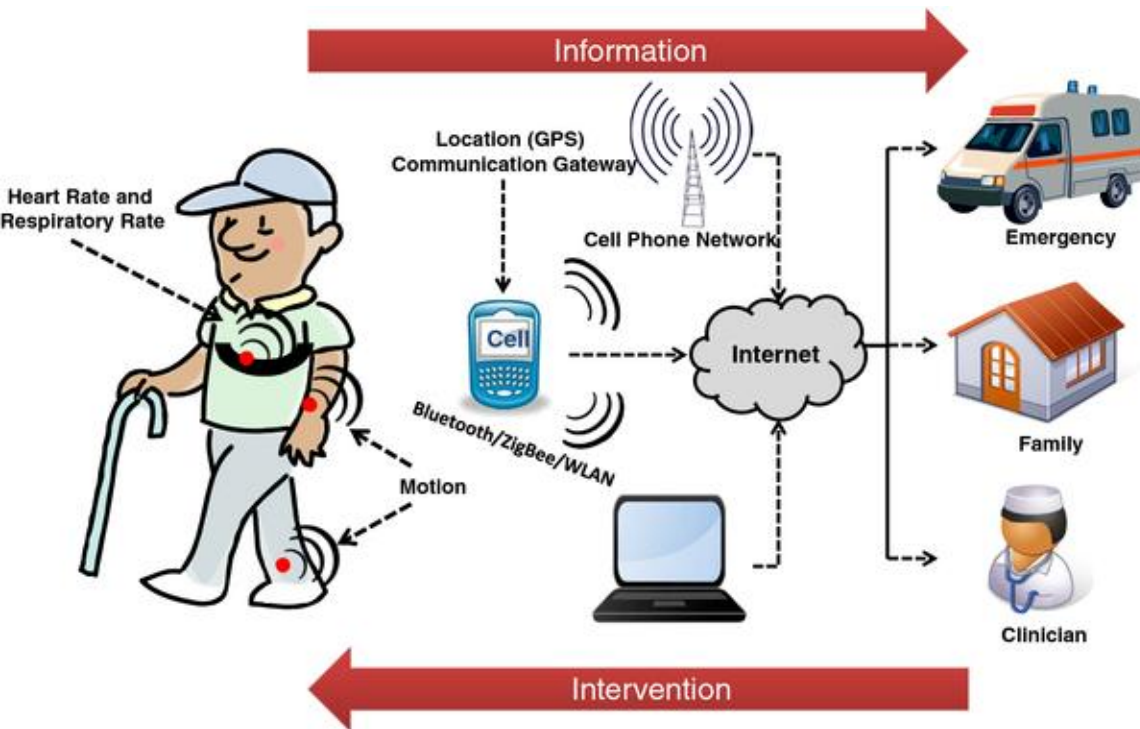 Information
Location (GPS)
Communication Gateway
Heart Rate and
Respiratory Rate
Cell Phone Network
Emergency
Cell
Internet
Bluetooth/ZigBee/WLAN
Family
Motion
Clinician
Intervention